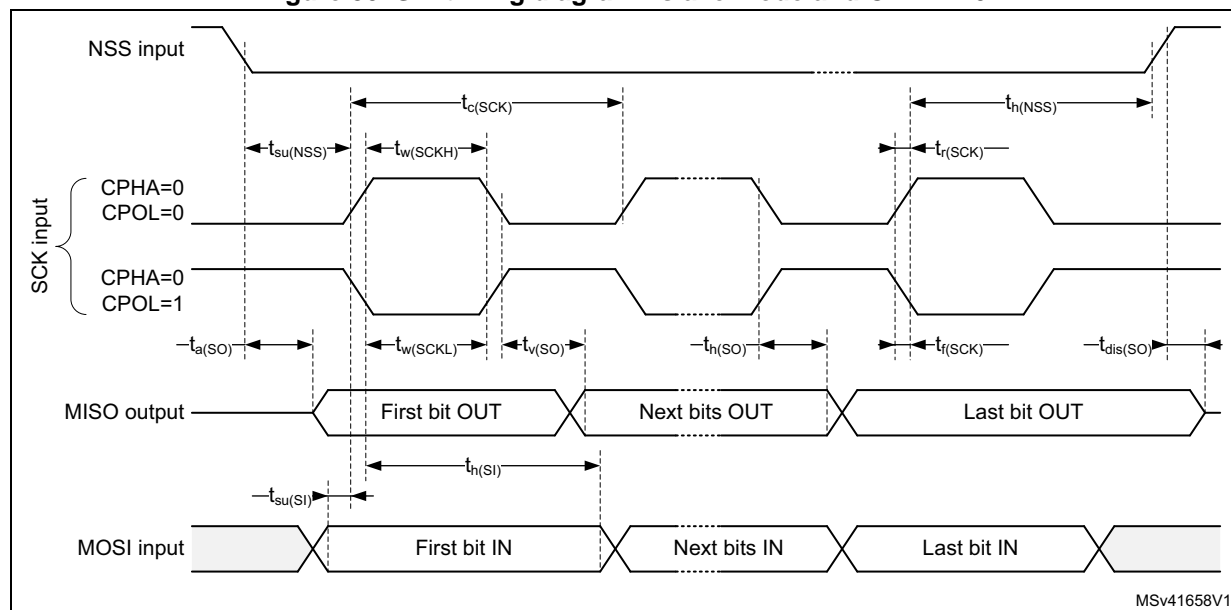 NSS input
tc(SCK)
th(NSS)
tsu(NSS)
tw(SCKH)
tr(SCK)
SCK input
CPHA=0
CPOL=0
CPHA=0
CPOL=1
ta(SO)
tw(SCKL)
tv(SO)
th(SO)
tf(SCK)
tdis(SO)
MISO output
First bit OUT
Next bits OUT
Last bit OUT
th(SI)
tsu(SI)
MOSI input
First bit IN
Next bits IN
Last bit IN
MSv41658V1